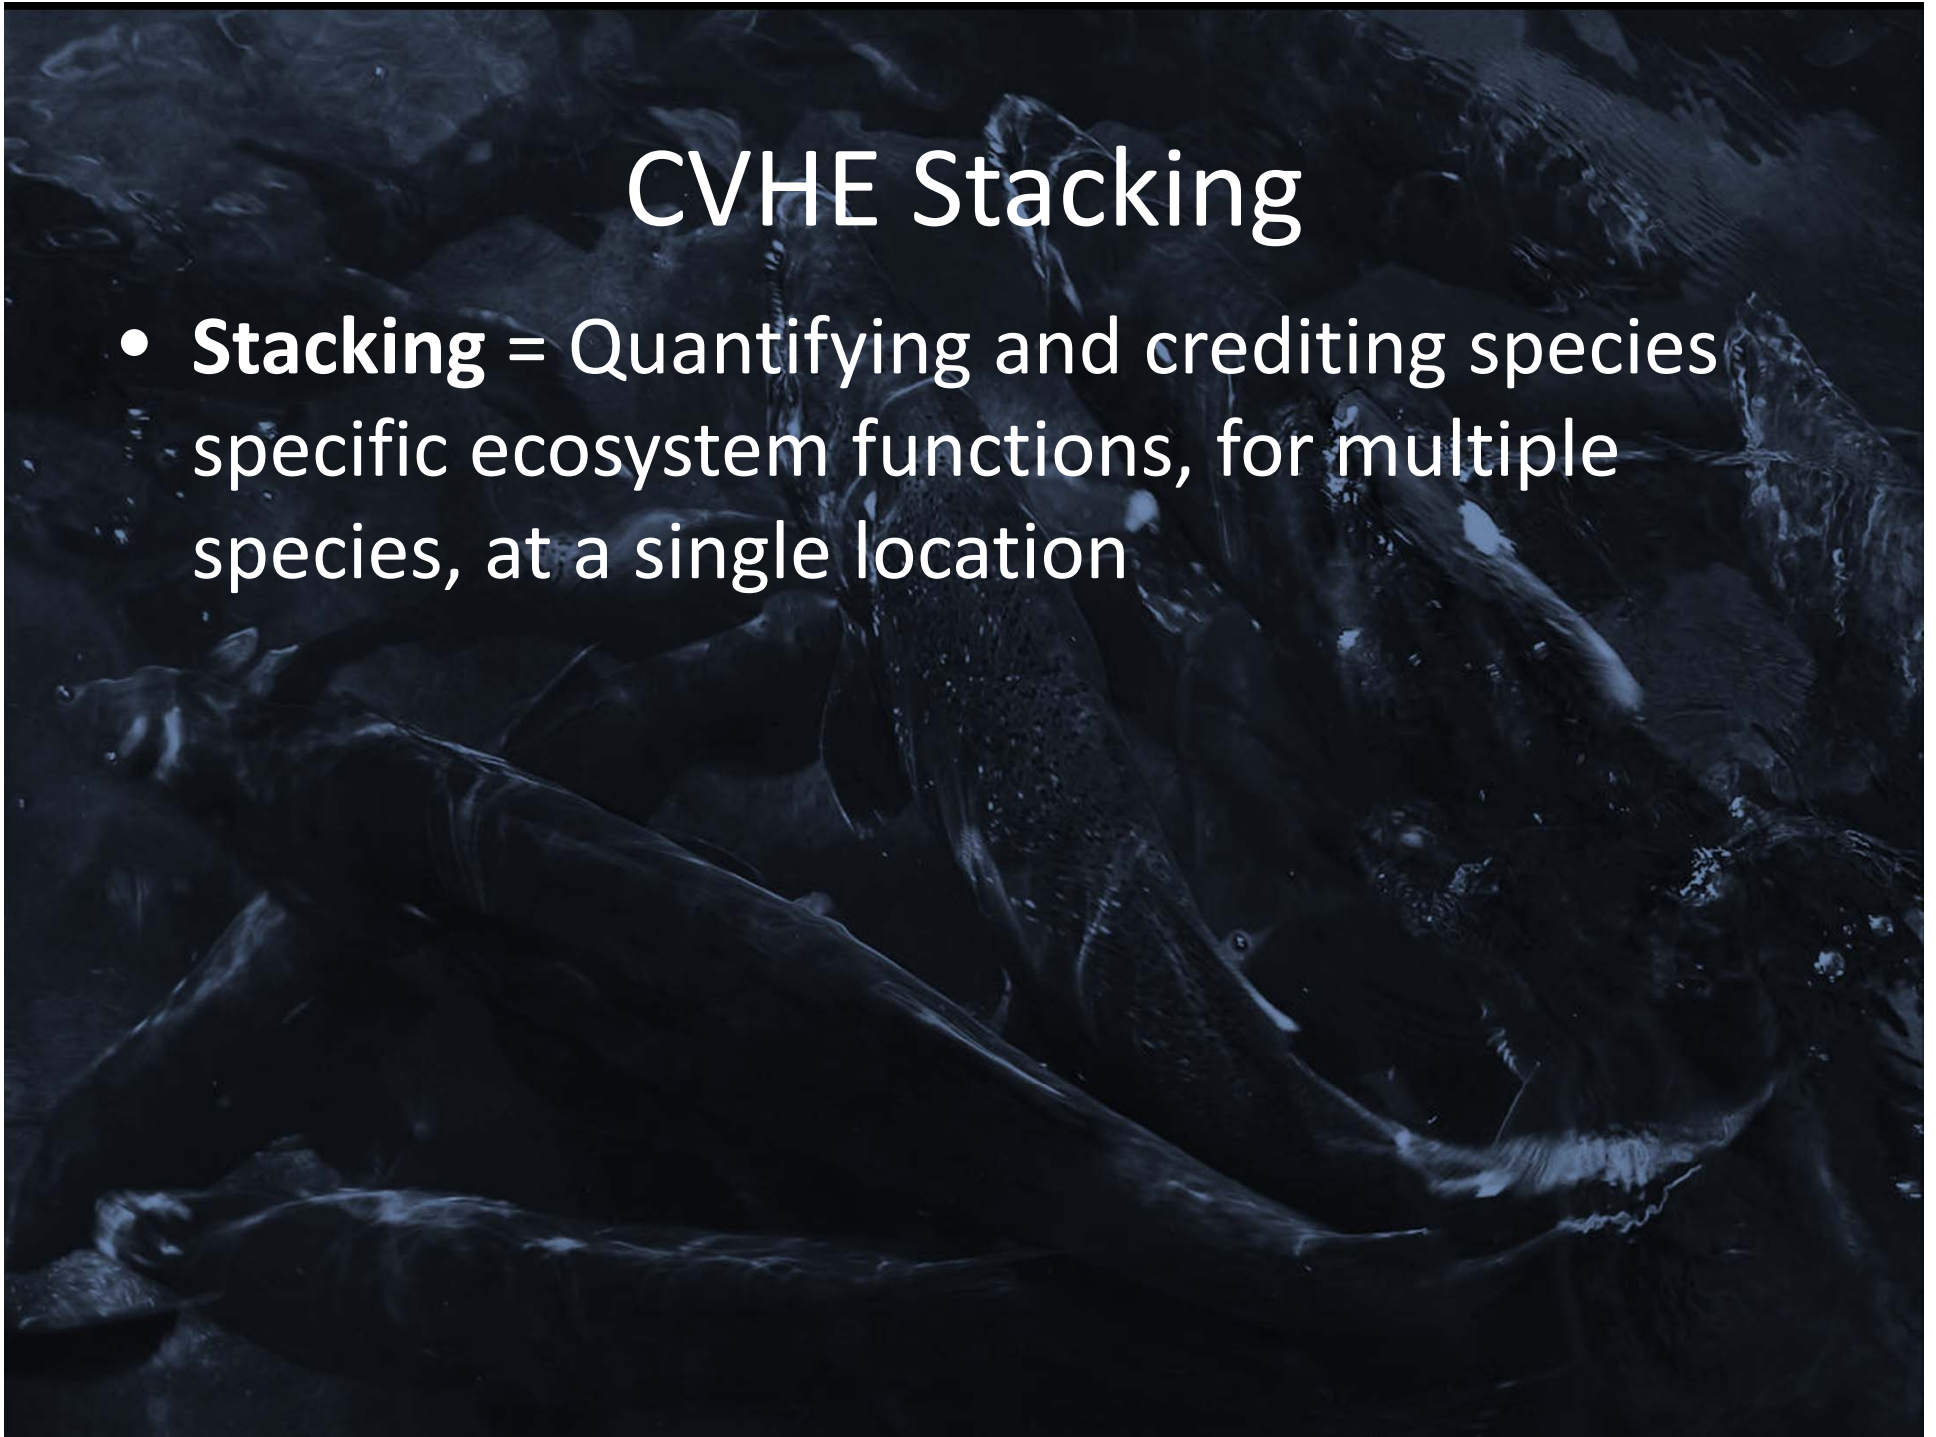 CVHE Stacking
• Stacking = Quantifying and crediting species
specific ecosystem functions, for multiple
species, at a single location